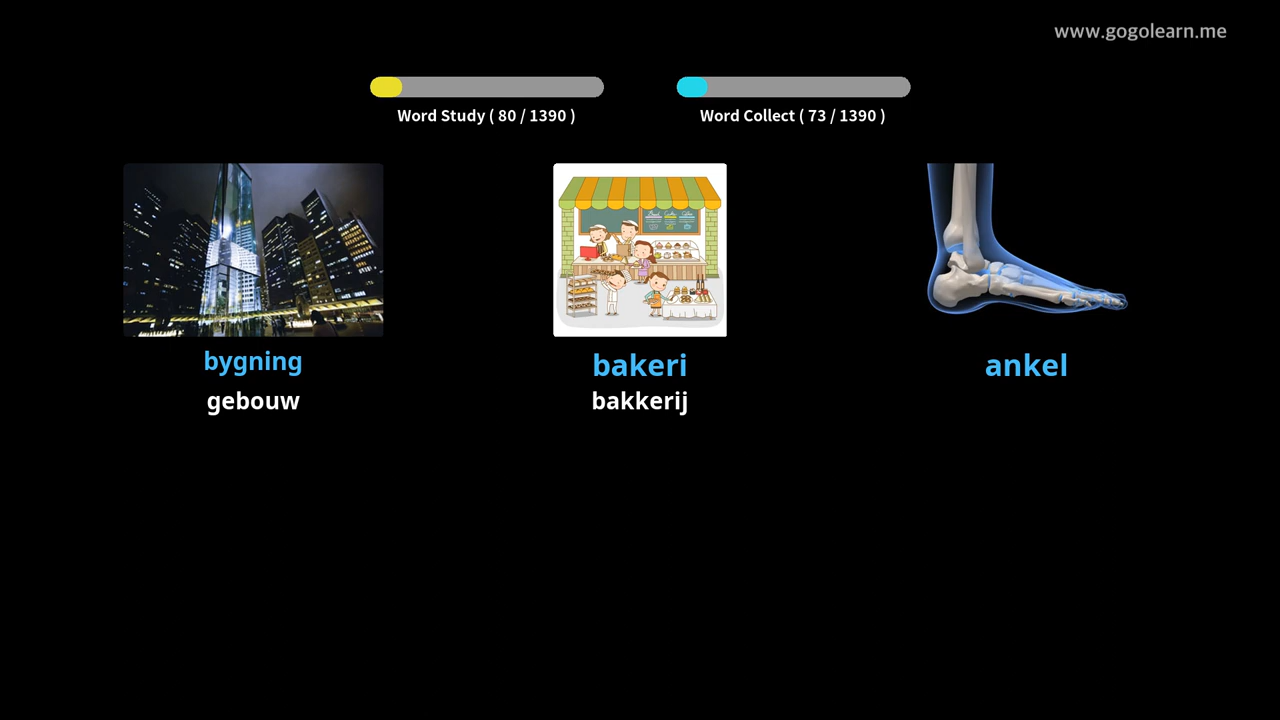 www.gogolearn.me
Word Study ( 80 / 1390 )
Word Collect ( 73 / 1390 )
bygning
bakeri
ankel
gebouw
bakkerij